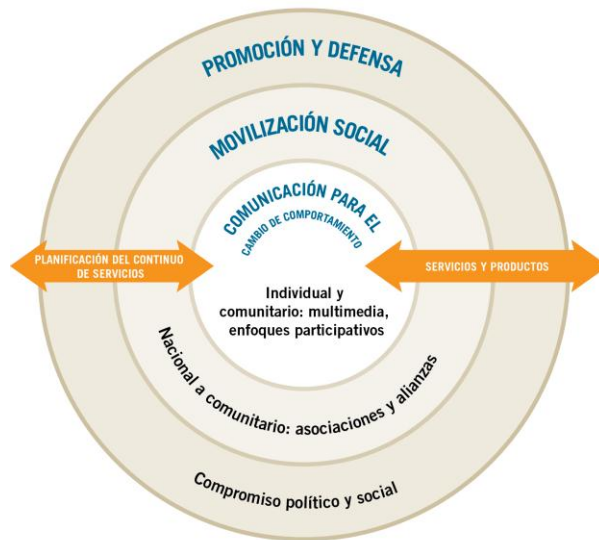 PROMOCIÓN Y DEFENSA
MOVILIZACIÓN SOCIAL
COMUNICACIÓN PARA EL
CAMBIO DE COMPORTAMIENTO
PLANIFICACIÓN DEL CONTINUO
DE SERVICIOS
SERVICIOS Y PRODUCTOS
Individual y
comunitario: multimedia,
enfoques participativos
Nacional a comunitario: asociaciones y alianzas
Compromiso político y social